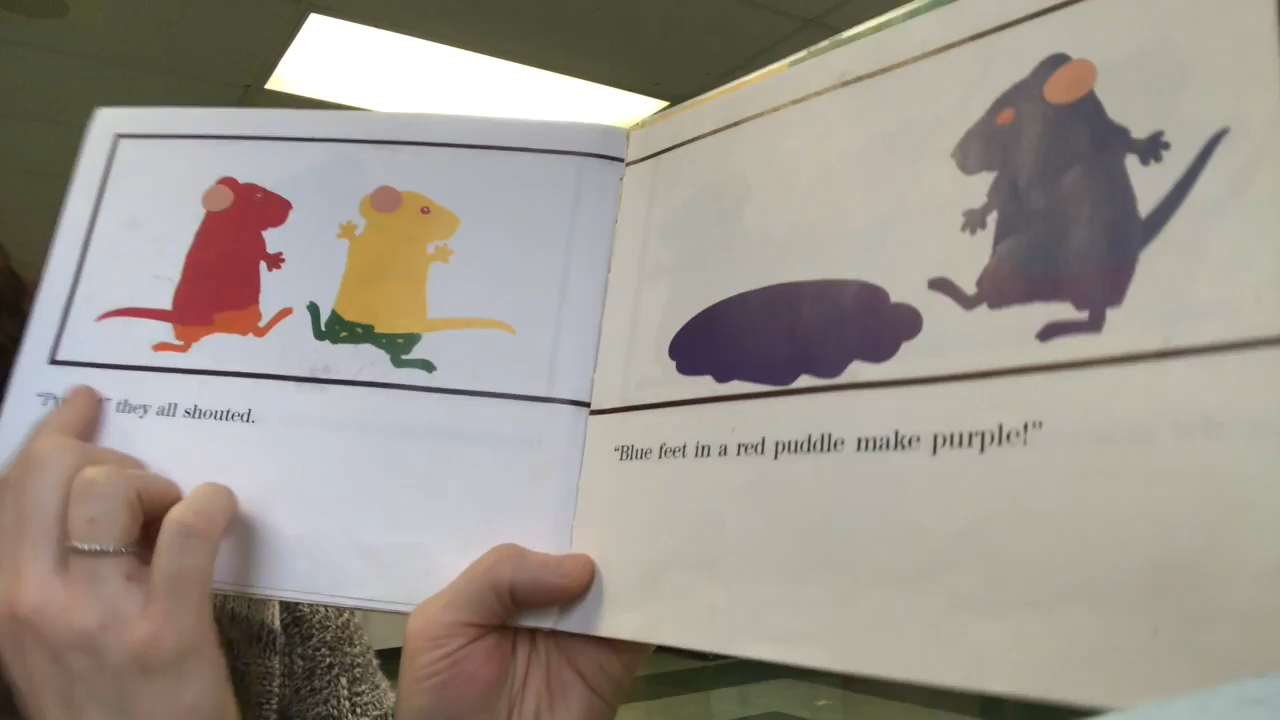 they all shouted.
"Blue feet in a red puddle make purple!"